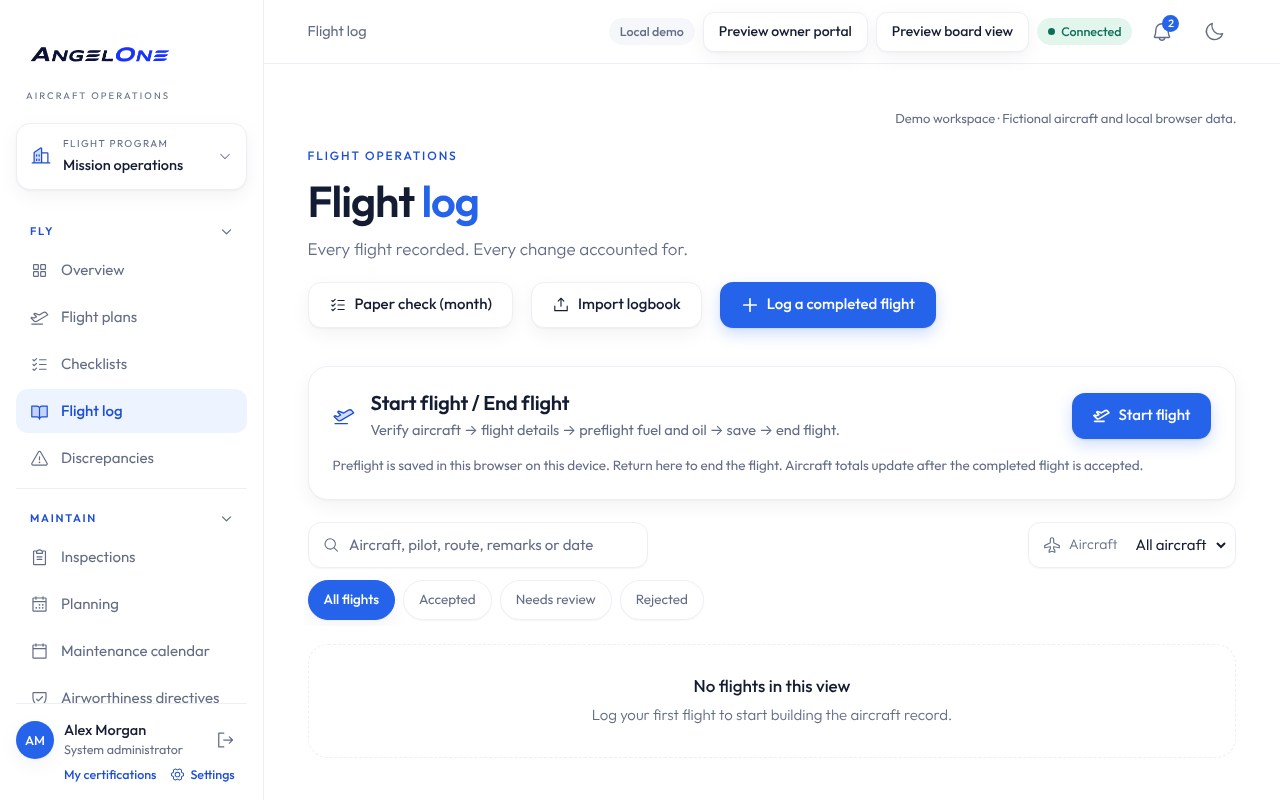 ANGELONE
AIRCRAFT OPERATIONS
FLIGHT PROGRAM
Mission operations
FLY
Overview
Flight plans
Checklists
Flight log
Discrepancies
MAINTAIN
Inspections
Planning
Maintenance calendar
Airworthiness directives
AM
Alex Morgan
System administrator
My certifications
Settings
Flight log
Local demo
Preview owner portal
Preview board view
Connected
2
Demo workspace · Fictional aircraft and local browser data.
FLIGHT OPERATIONS
Flight log
Every flight recorded. Every change accounted for.
Paper check (month)
Import logbook
Log a completed flight
Start flight / End flight
Verify aircraft → flight details → preflight fuel and oil → save → end flight.
Start flight
Preflight is saved in this browser on this device. Return here to end the flight. Aircraft totals update after the completed flight is accepted.
Aircraft, pilot, route, remarks or date
Aircraft
All aircraft
All flights
Accepted
Needs review
Rejected
No flights in this view
Log your first flight to start building the aircraft record.